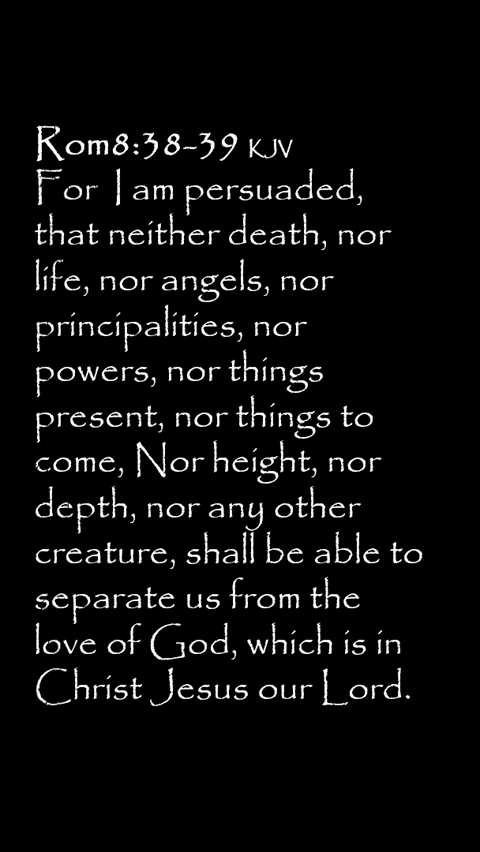 Rom8:38-39 KJV
For I am persuaded,
that neither death, nor
life, nor angels, nor
principalities, nor
powers, nor things
present, nor things to
come, Nor height, nor
depth, nor any other
creature, shall be able to
separate us from the
love of God, which is in
Christ Jesus our Lord.